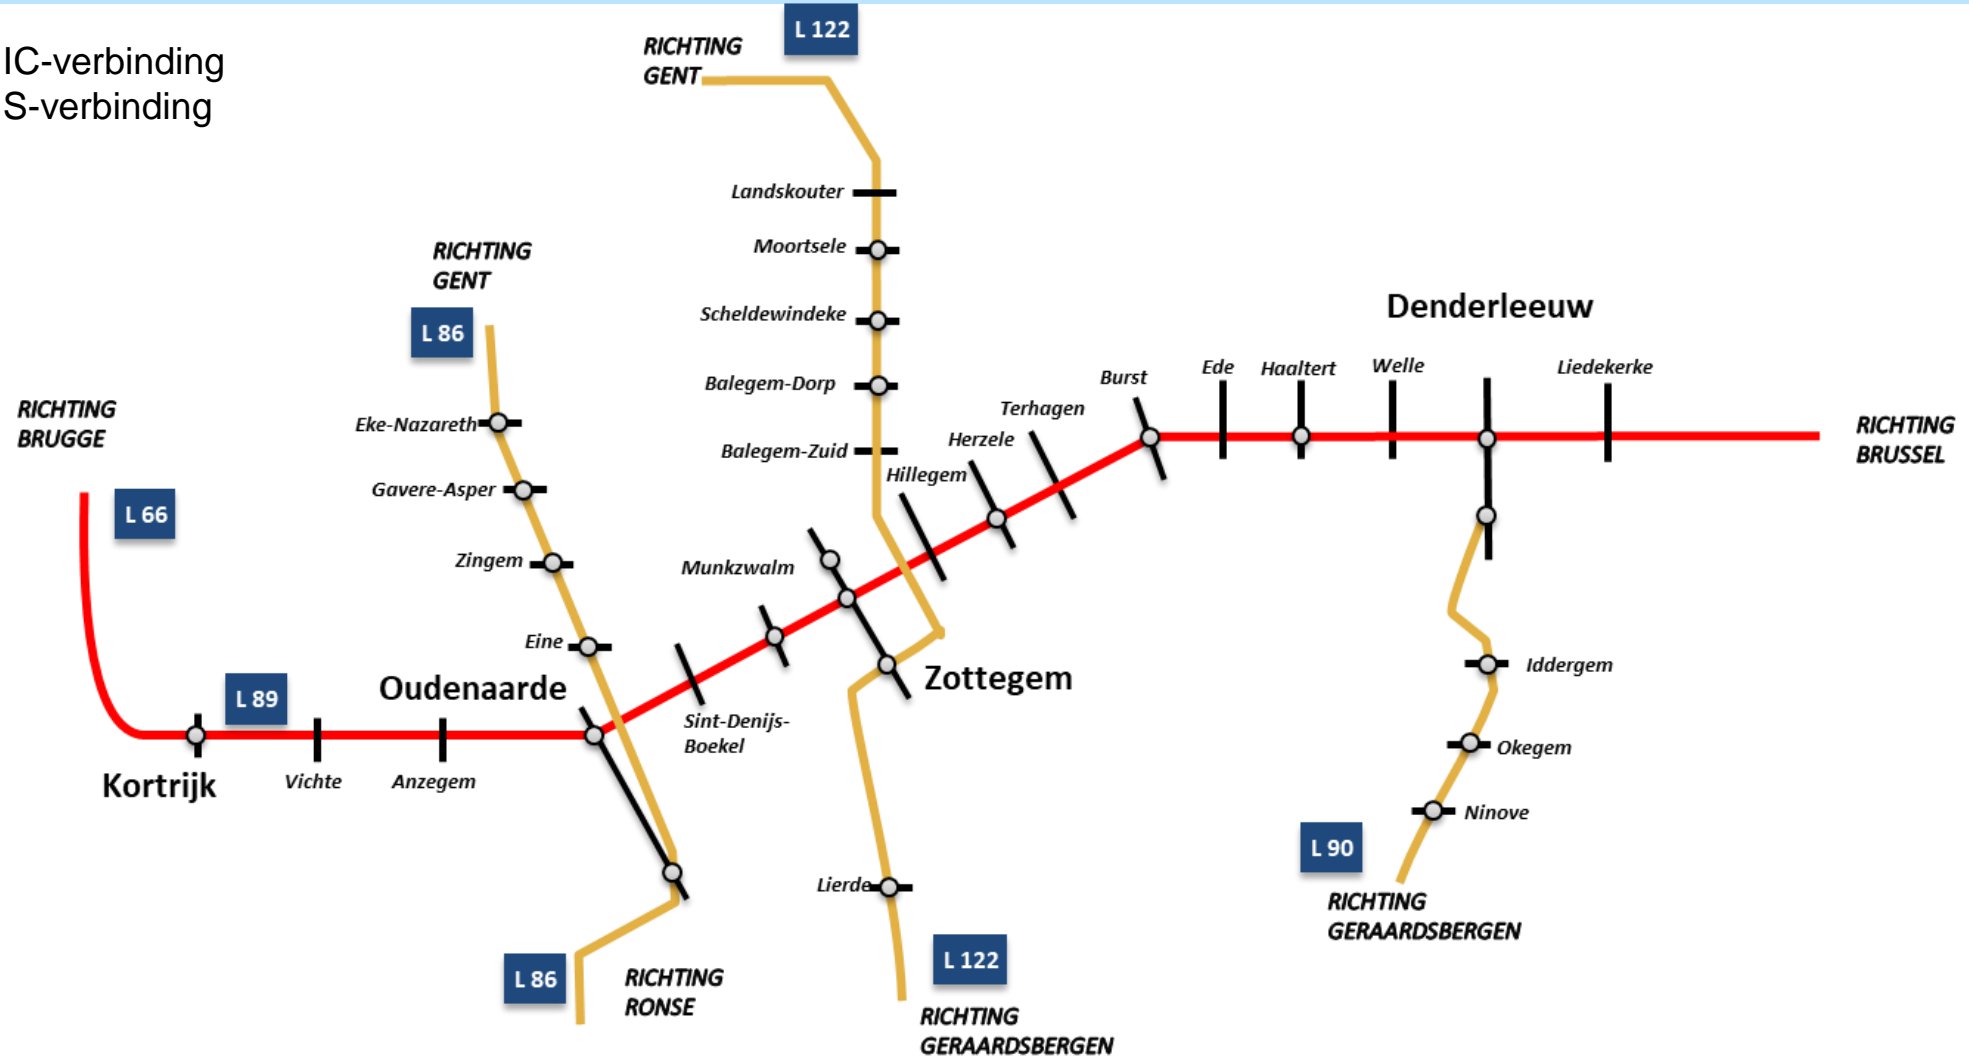 L 122
RICHTING
GENT
IC-verbinding
S-verbinding
Landskouter
Moortsele
RICHTING
GENT
Scheldewindeke
L 86
Denderleeuw
Ede
Haaltert
Welle
Liedekerke
Burst
Balegem-Dorp
RICHTING
BRUGGE
Terhagen
Eke-Nazareth
Herzele
RICHTING
BRUSSEL
Balegem-Zuid
Hillegem
Gavere-Asper
L 66
Zingem
Munkzwalm
Eine
Iddergem
Oudenaarde
Zottegem
L 89
Sint-Denijs-
Boekel
Okegem
Kortrijk
Vichte
Anzegem
Ninove
L 90
Lierde
RICHTING
GERAARDSBERGEN
L 122
L 86
RICHTING
RONSE
RICHTING
GERAARDSBERGEN